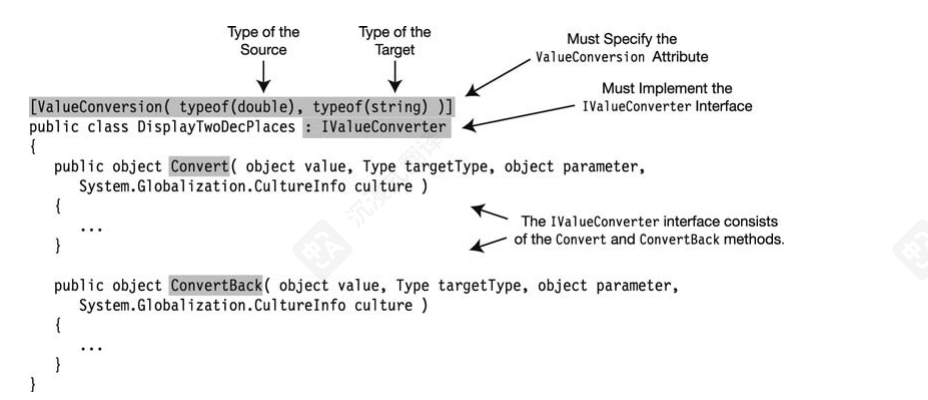 Type of the
Source
Type of the
Target
Must Specify the
ValueConversion Attribute
Must Implement the
IValueConverter Interface
[ValueConversion( typeof(double), typeof(string) )]
public class DisplayTwoDecPlaces : IValueConverter
{
public object Convert( object value, Type targetType, object parameter,
System.Globalization.CultureInfo culture )
{
...
}
The IValueConverter interface consists
of the Convert and ConvertBack methods.
public object ConvertBack( object value, Type targetType, object parameter,
System.Globalization.CultureInfo culture )
{
...
}
}